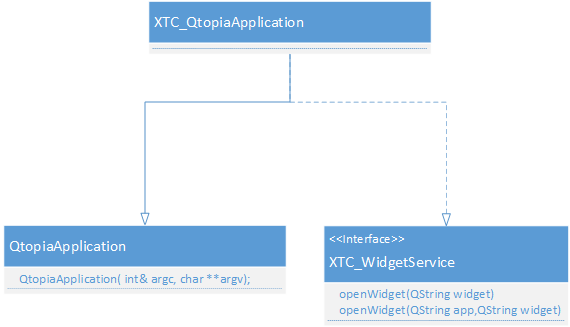 XTC_QtopiaApplication
QtopiaApplication
QtopiaApplication( int& argc, char **argv);
<<Interface>>
XTC_WidgetService
openWidget(QString widget)
openWidget(QString app,QString widget)